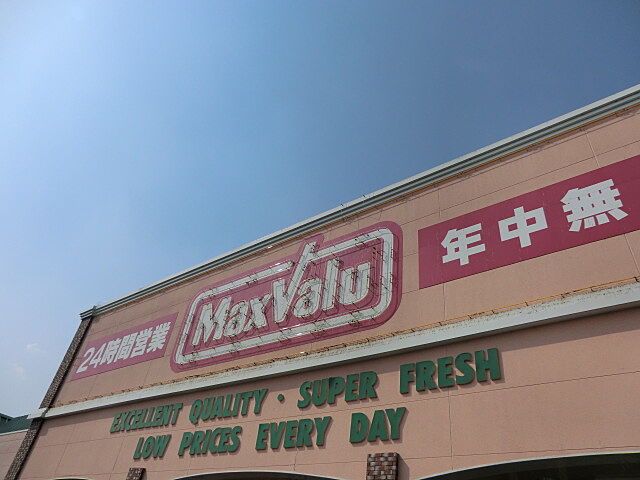 24時間営業
MaxValu
年中無
EXCELLENT QUALITY · SUPER FRESH
LOW PRICES EVERY DAY